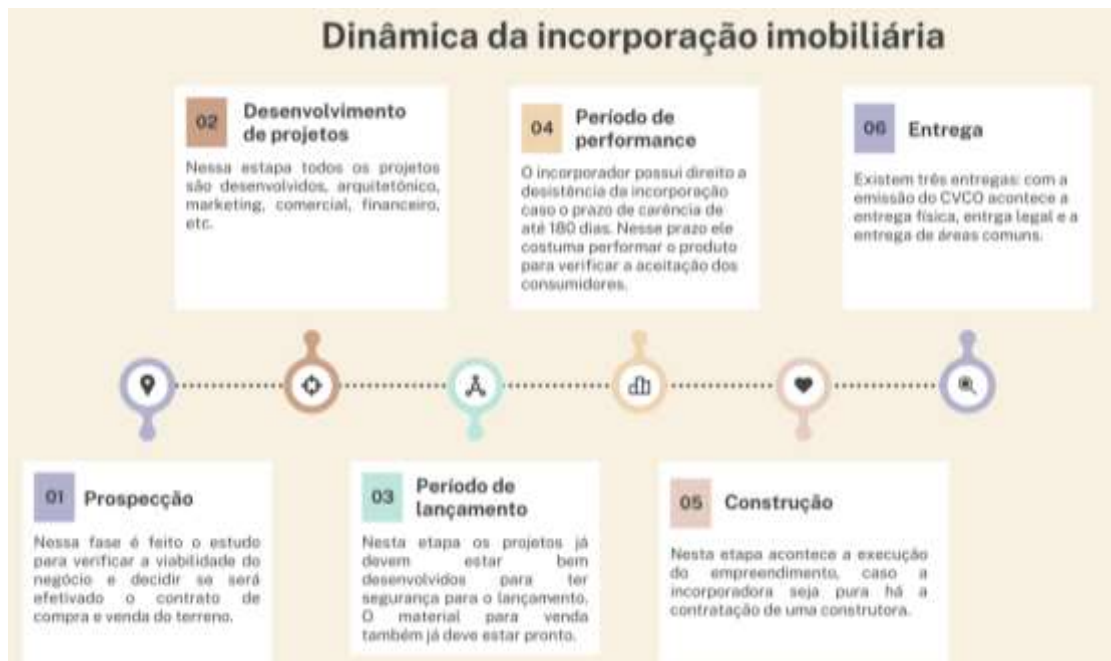 Dinâmica da incorporação imobiliária
02
Desenvolvimento
de projetos
Nessa estapa todos os projetos
são desenvolvidos, arquitetônico,
marketing, comercial, financeiro,
etc.
04
Período de
performance
O incorporador possui direito a
desistência da incorporação
caso o prazo de carência de
até 180 dias. Nesse prazo ele
costuma performar o produto
para verificar a aceitação dos
consumidores.
06
Entrega
Existem três entregas: com a
emissão do CVCO acontece a
entrega física, entrga legal e a
entrega de áreas comuns.
01
Prospecção
Nessa fase é feito o estudo
para verificar a viabilidade do
negócio e decidir se será
efetivado o contrato de
compra e venda do terreno.
03
Período de
lançamento
Nesta etapa os projetos já
devem estar bem
desenvolvidos para ter
segurança para o lançamento.
O material para venda
também já deve estar pronto.
05
Construção
Nesta etapa acontece a execução
do empreendimento, caso a
incorporadora seja pura há a
contratação de uma construtora.